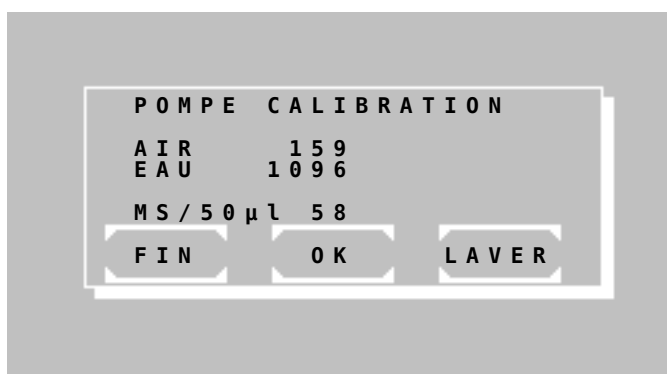 POMPE CALIBRATION
AIR 159
EAU 1096
MS/50µl 58
FIN OK LAVER